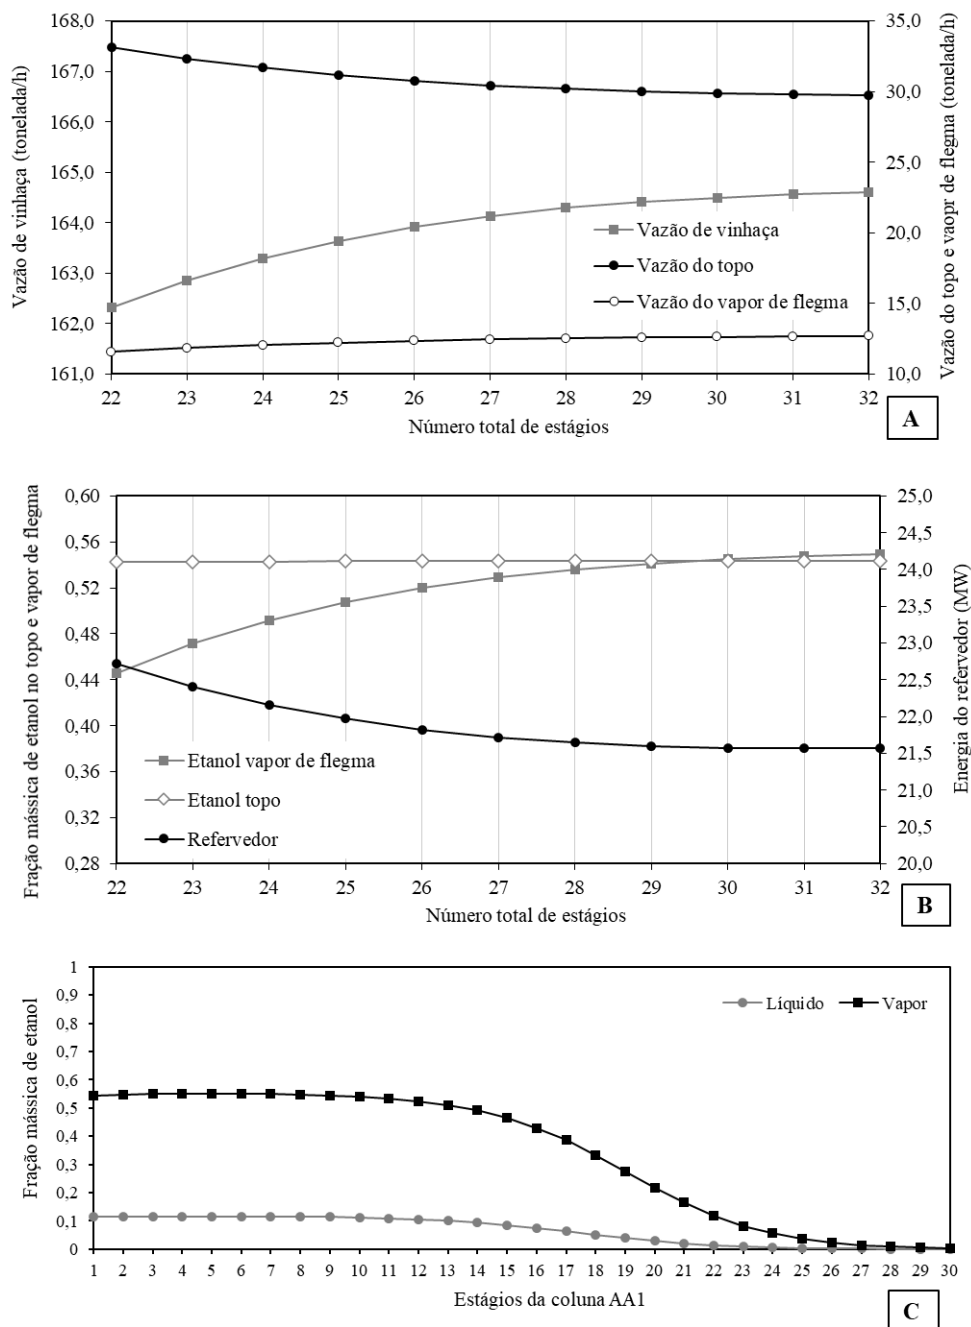 168,0
167,0
166,0
165,0
164,0
163,0
162,0
161,0
Vazão de vinhaça (tonelada/h)
35,0
30,0
25,0
20,0
15,0
10,0
Vazão do topo e vaopr de flegma (tonelada/h)
Vazão de vinhaça
Vazão do topo
Vazão do vapor de flegma
22 23 24 25 26 27 28 29 30 31 32
Número total de estágios
A
0,60
0,56
0,52
0,48
0,44
0,40
0,36
0,32
0,28
Fração mássica de etanol no topo e vapor de flegma
25,0
24,5
24,0
23,5
23,0
22,5
22,0
21,5
21,0
20,5
20,0
Energia do refervedor (MW)
Etanol vapor de flegma
Etanol topo
Refervedor
22 23 24 25 26 27 28 29 30 31 32
Número total de estágios
B
1
0,9
0,8
0,7
0,6
0,5
0,4
0,3
0,2
0,1
0
Fração mássica de etanol
Líquido Vapor
1 2 3 4 5 6 7 8 9 10 11 12 13 14 15 16 17 18 19 20 21 22 23 24 25 26 27 28 29 30
Estágios da coluna AA1
C